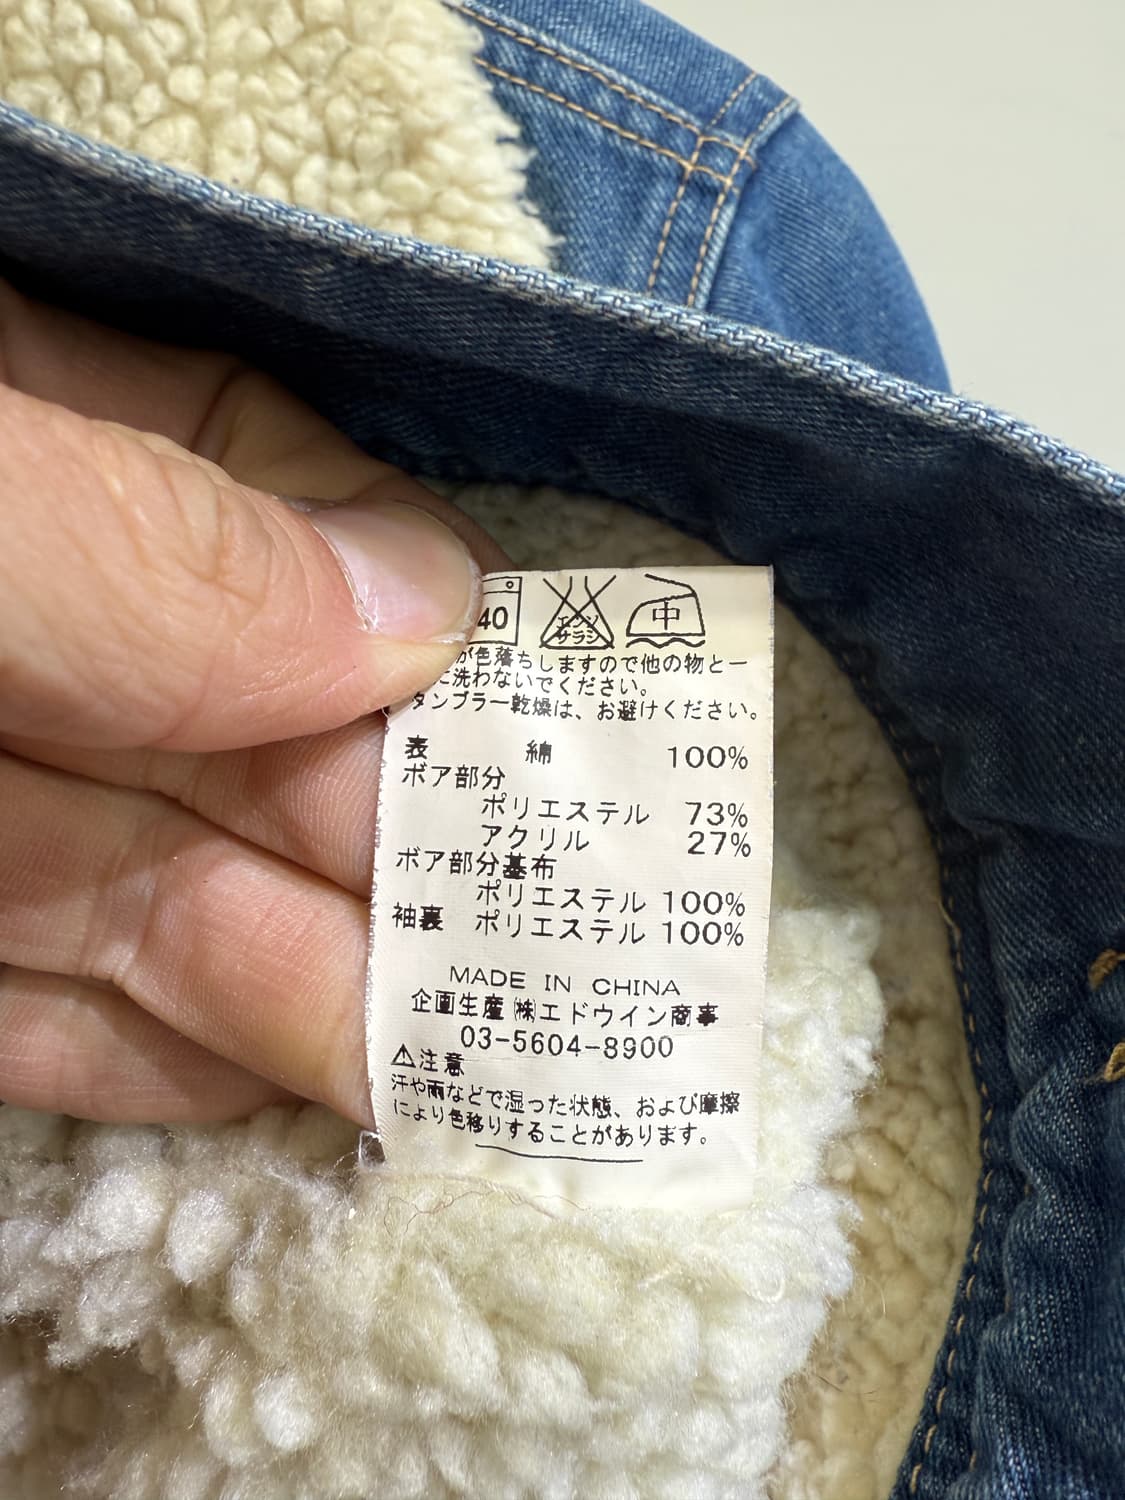 40
エンソ
サラシ
中
が色落ちしますので他の物と一
に洗わないでください。
タンブラー乾燥は、お避けください。
表 綿 100%
ボア部分
ポリエステル 73%
アクリル 27%
ボア部分基布
ポリエステル 100%
袖裏 ポリエステル 100%
MADE IN CHINA
企画生産 ㈱エドウイン商事
03-5604-8900
⚠注意
汗や雨などで湿った状態、および摩擦
により色移りすることがあります。